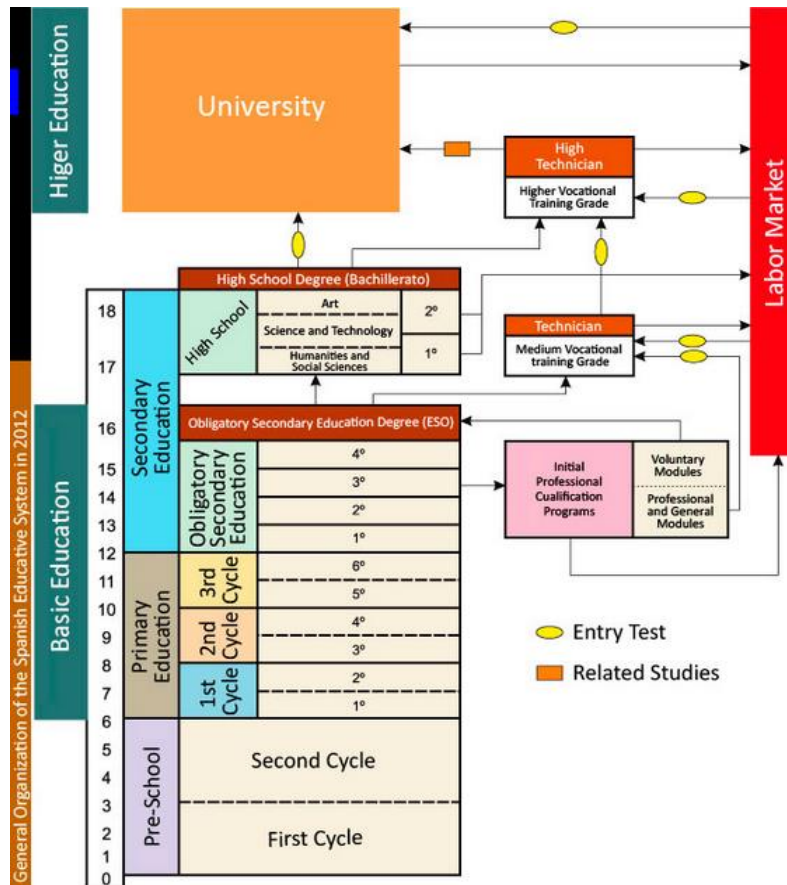 General Organization of the Spanish Educative System in 2012
Higer Education
Basic Education
University
High
Technician
Higher Vocational
Training Grade
Labor Market
High School Degree (Bachillerato)
18
17
Secondary
Education
High School
Art
Science and Technology
Humanities and
Social Sciences
2º
1º
Technician
Medium Vocational
training Grade
16
15
14
13
12
Obligatory Secondary Education Degree (ESO)
Obligatory
Secondary
Education
4º
3º
2º
1º
Initial
Professional
Cualification
Programs
Voluntary
Modules
Professional
and General
Modules
11
10
9
8
7
6
Primary
Education
3rd
Cycle
6º
5º
2nd
Cycle
4º
3º
1st
Cycle
2º
1º
Entry Test
Related Studies
5
4
3
2
1
0
Pre-School
Second Cycle
First Cycle